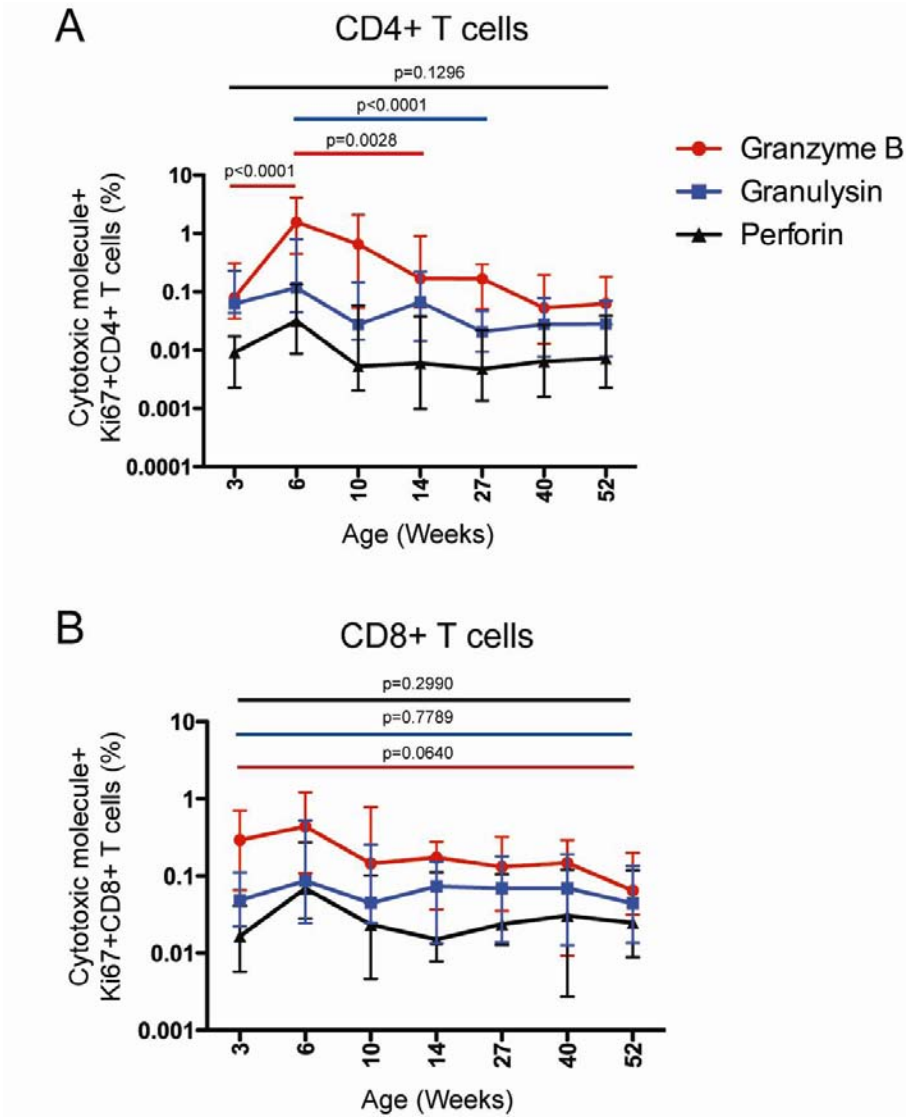 A
CD4+ T cells
p=0.1296
p<0.0001
p=0.0028
p<0.0001
Granzyme B
Granulysin
Perforin
Cytotoxic molecule+
Ki67+CD4+ T cells (%)
10
1
0.1
0.01
0.001
0.0001
3 6 10 14 27 40 52
Age (Weeks)
B
CD8+ T cells
p=0.2990
p=0.7789
p=0.0640
Cytotoxic molecule+
Ki67+CD8+ T cells (%)
10
1
0.1
0.01
0.001
3 6 10 14 27 40 52
Age (Weeks)